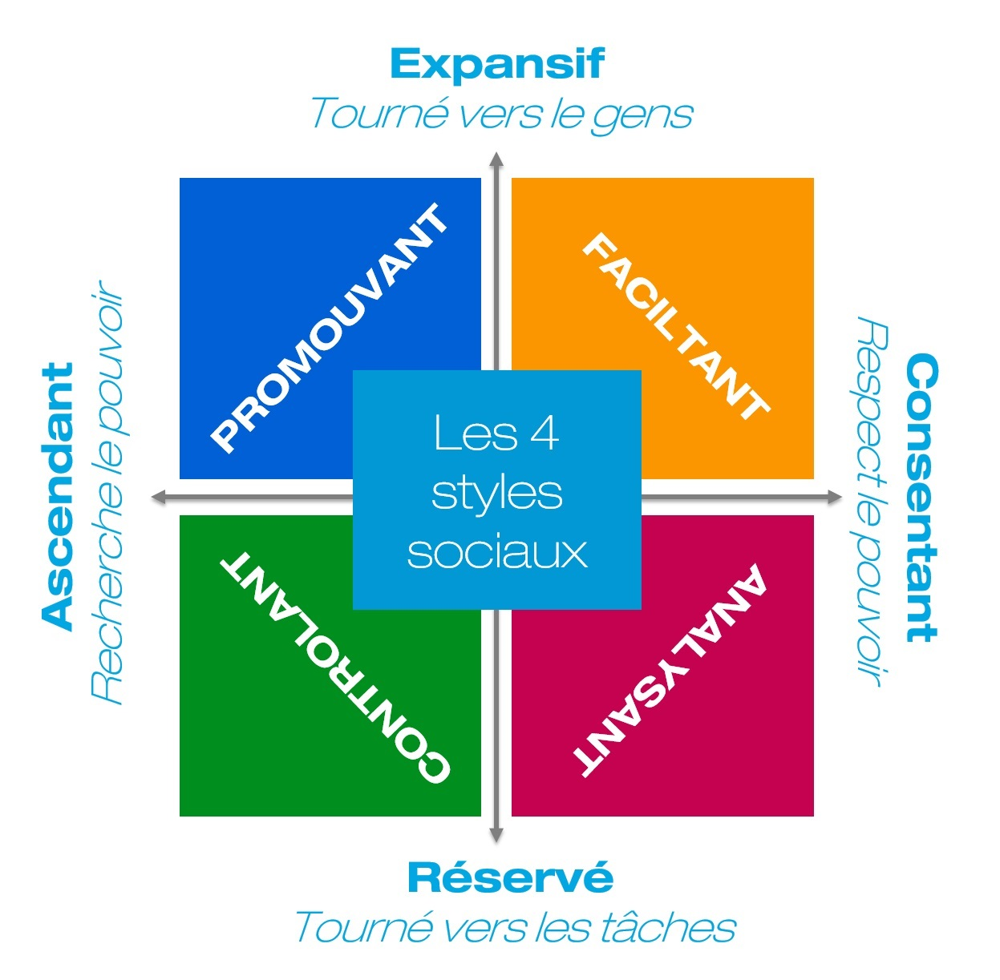 Expansif
Tourné vers le gens
PROMOUVANT
FACILTANT
Ascendant
Recherche le pouvoir
Les 4
styles
sociaux
Consentant
Respect le pouvoir
CONTROLANT
ANALYSANT
Réservé
Tourné vers les tâches